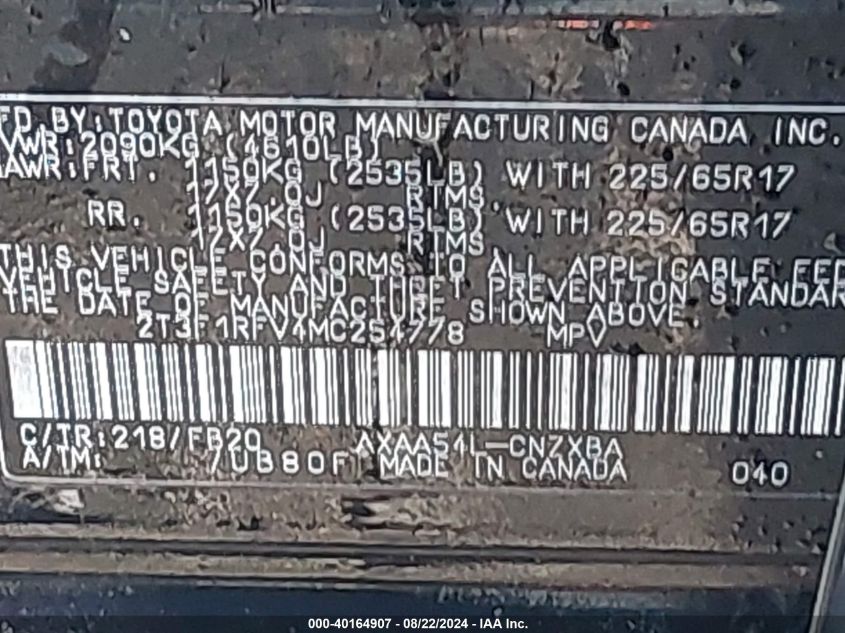 FD BY:TOYOTA MOTOR MANUFACTURING CANADA INC.
VWR:2090KG (4610LB)
AWR:FRT. 1150KG (2535LB) WITH 225/65R17
17X7.0J RIMS
RR. 1150KG (2535LB) WITH 225/65R17
17X7.0J RIMS
THIS VEHICLE CONFORMS TO ALL APPLICABLE FED
VEHICLE SAFETY AND THEFT PREVENTION STANDAR
THE DATE OF MANUFACTURE SHOWN ABOVE.
2T3F1RFV4MC254778 MPV
C/TR:218/FB20 AXAA54L-CNZXBA
A/TM: /UB80F MADE IN CANADA 040
000-40164907 - 08/22/2024 - IAA Inc.